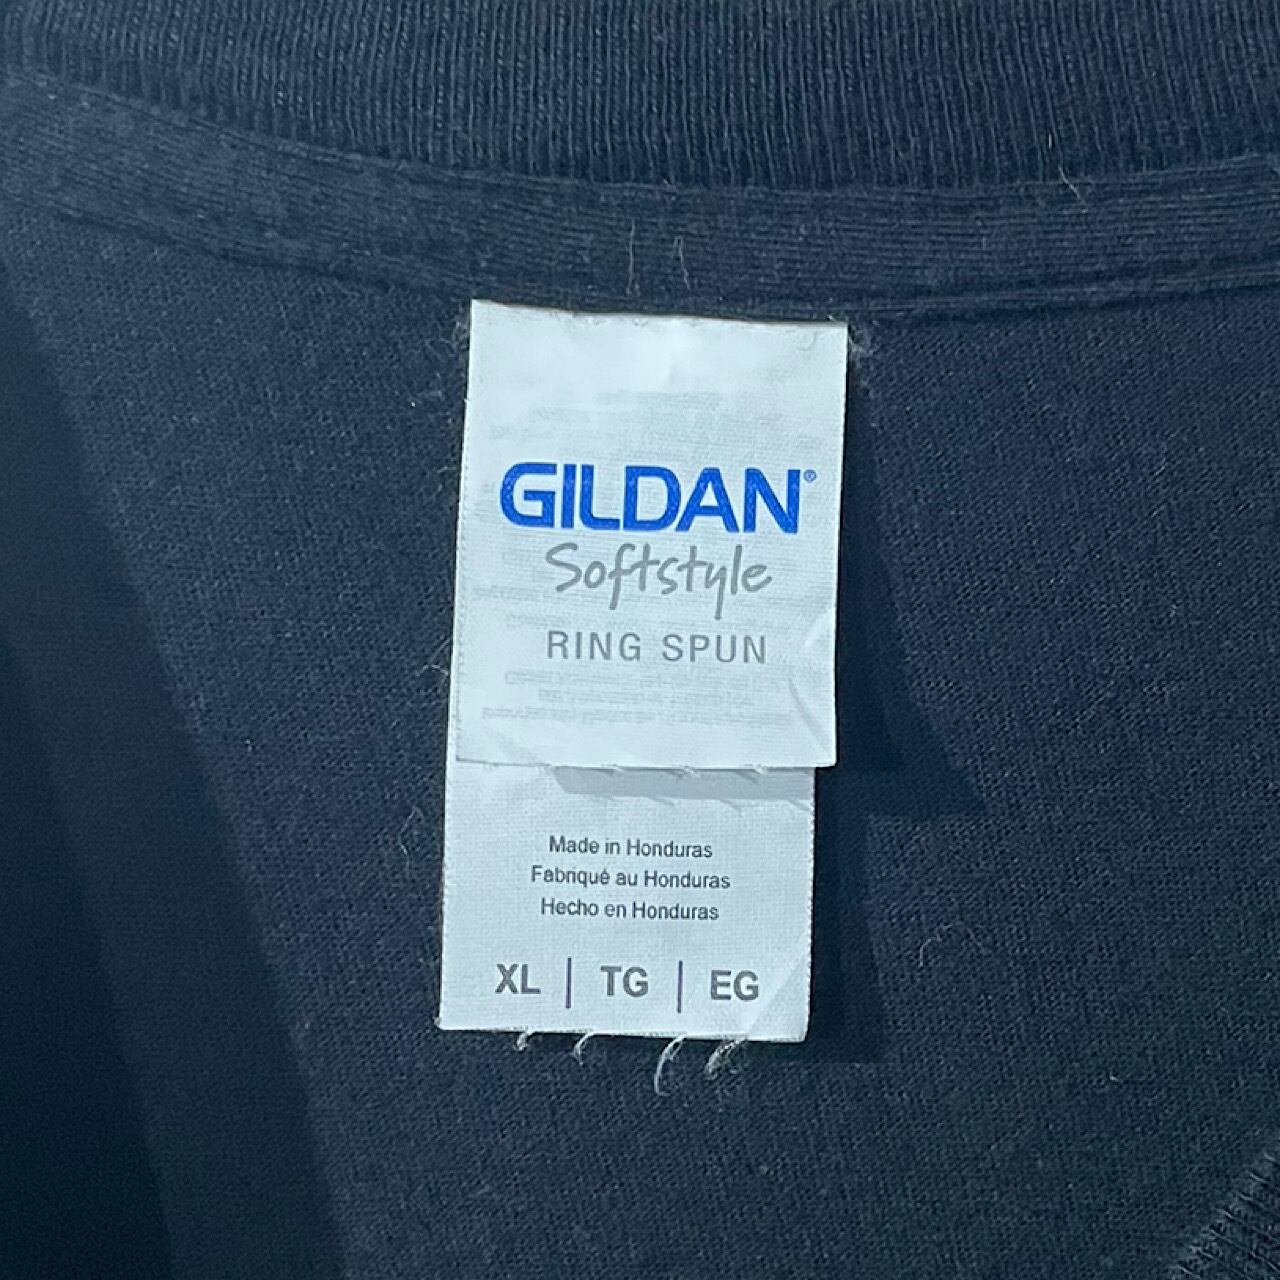 GILDAN®
Softstyle
RING SPUN
Made in Honduras
Fabriqué au Honduras
Hecho en Honduras
XL | TG | EG